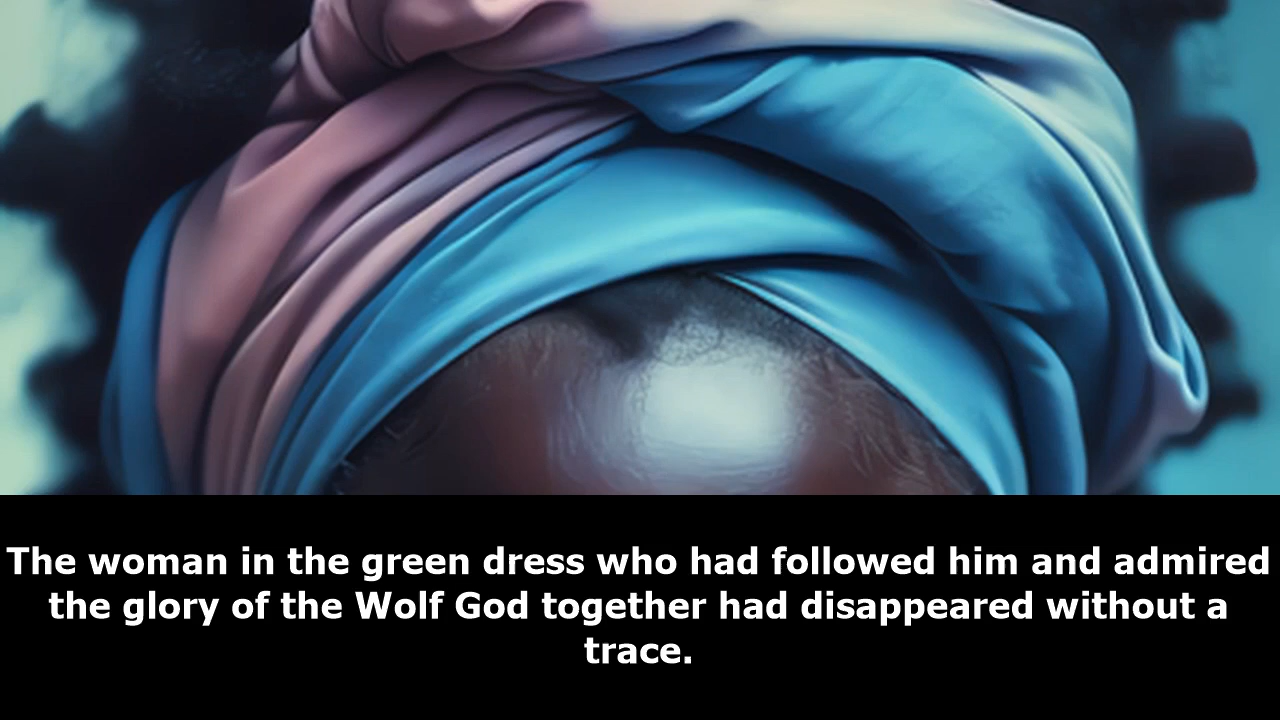 The woman in the green dress who had followed him and admired
the glory of the Wolf God together had disappeared without a
trace.